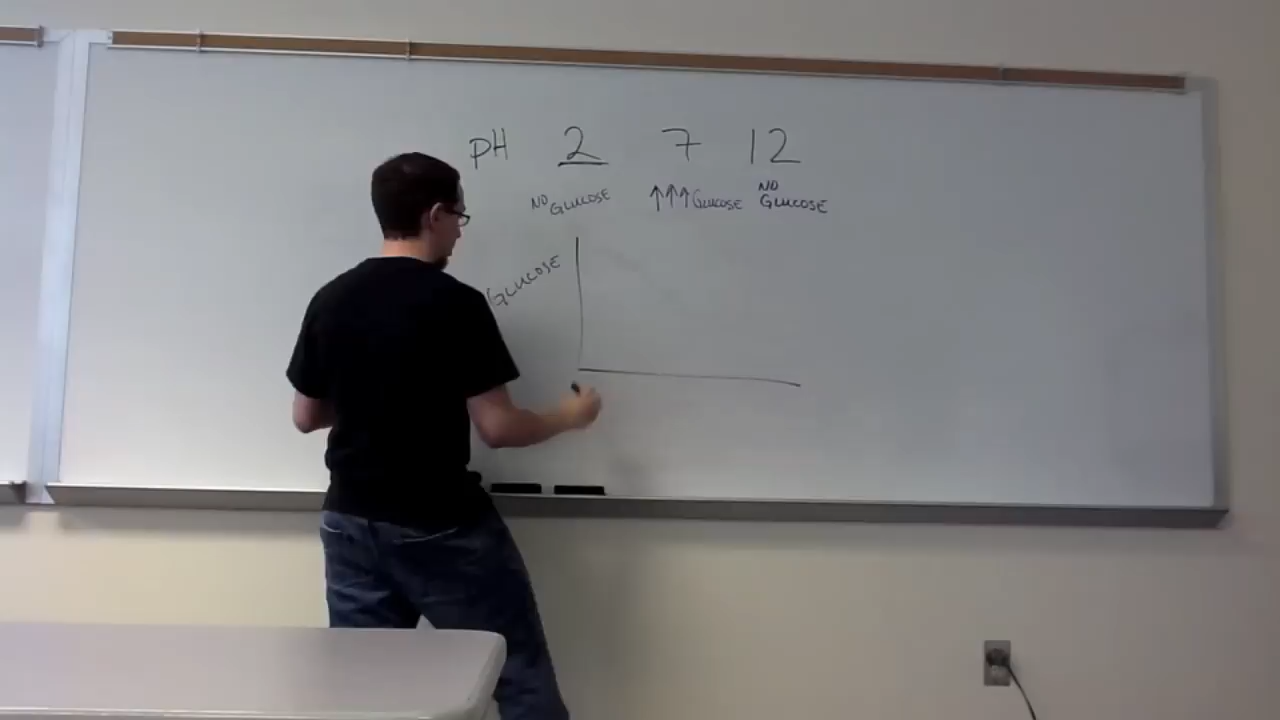 pH 2 7 12
NO GLUCOSE ↑↑↑ GLUCOSE NO GLUCOSE
GLUCOSE